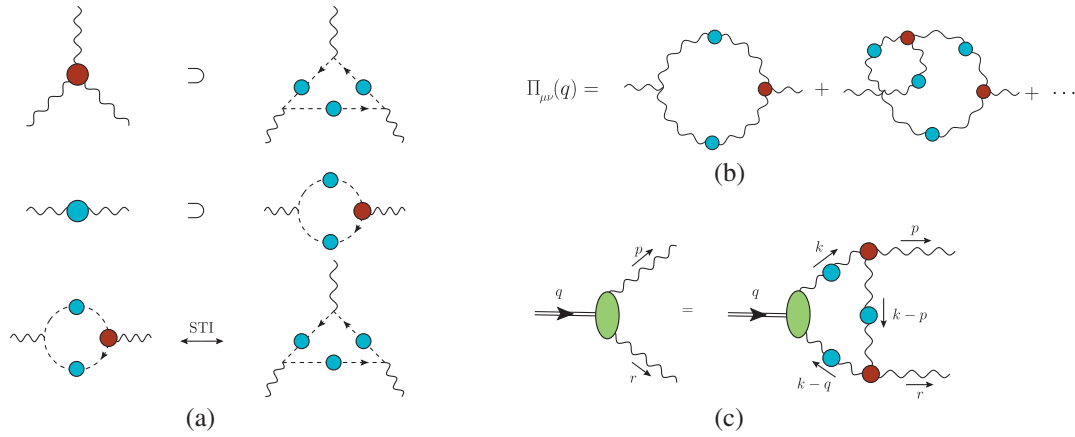 ⊃
Π_{μν}(q) =
+
+ ⋯
(b)
⊃
STI
(a)
q
p
r
=
q
k
p
k − p
k − q
r
(c)